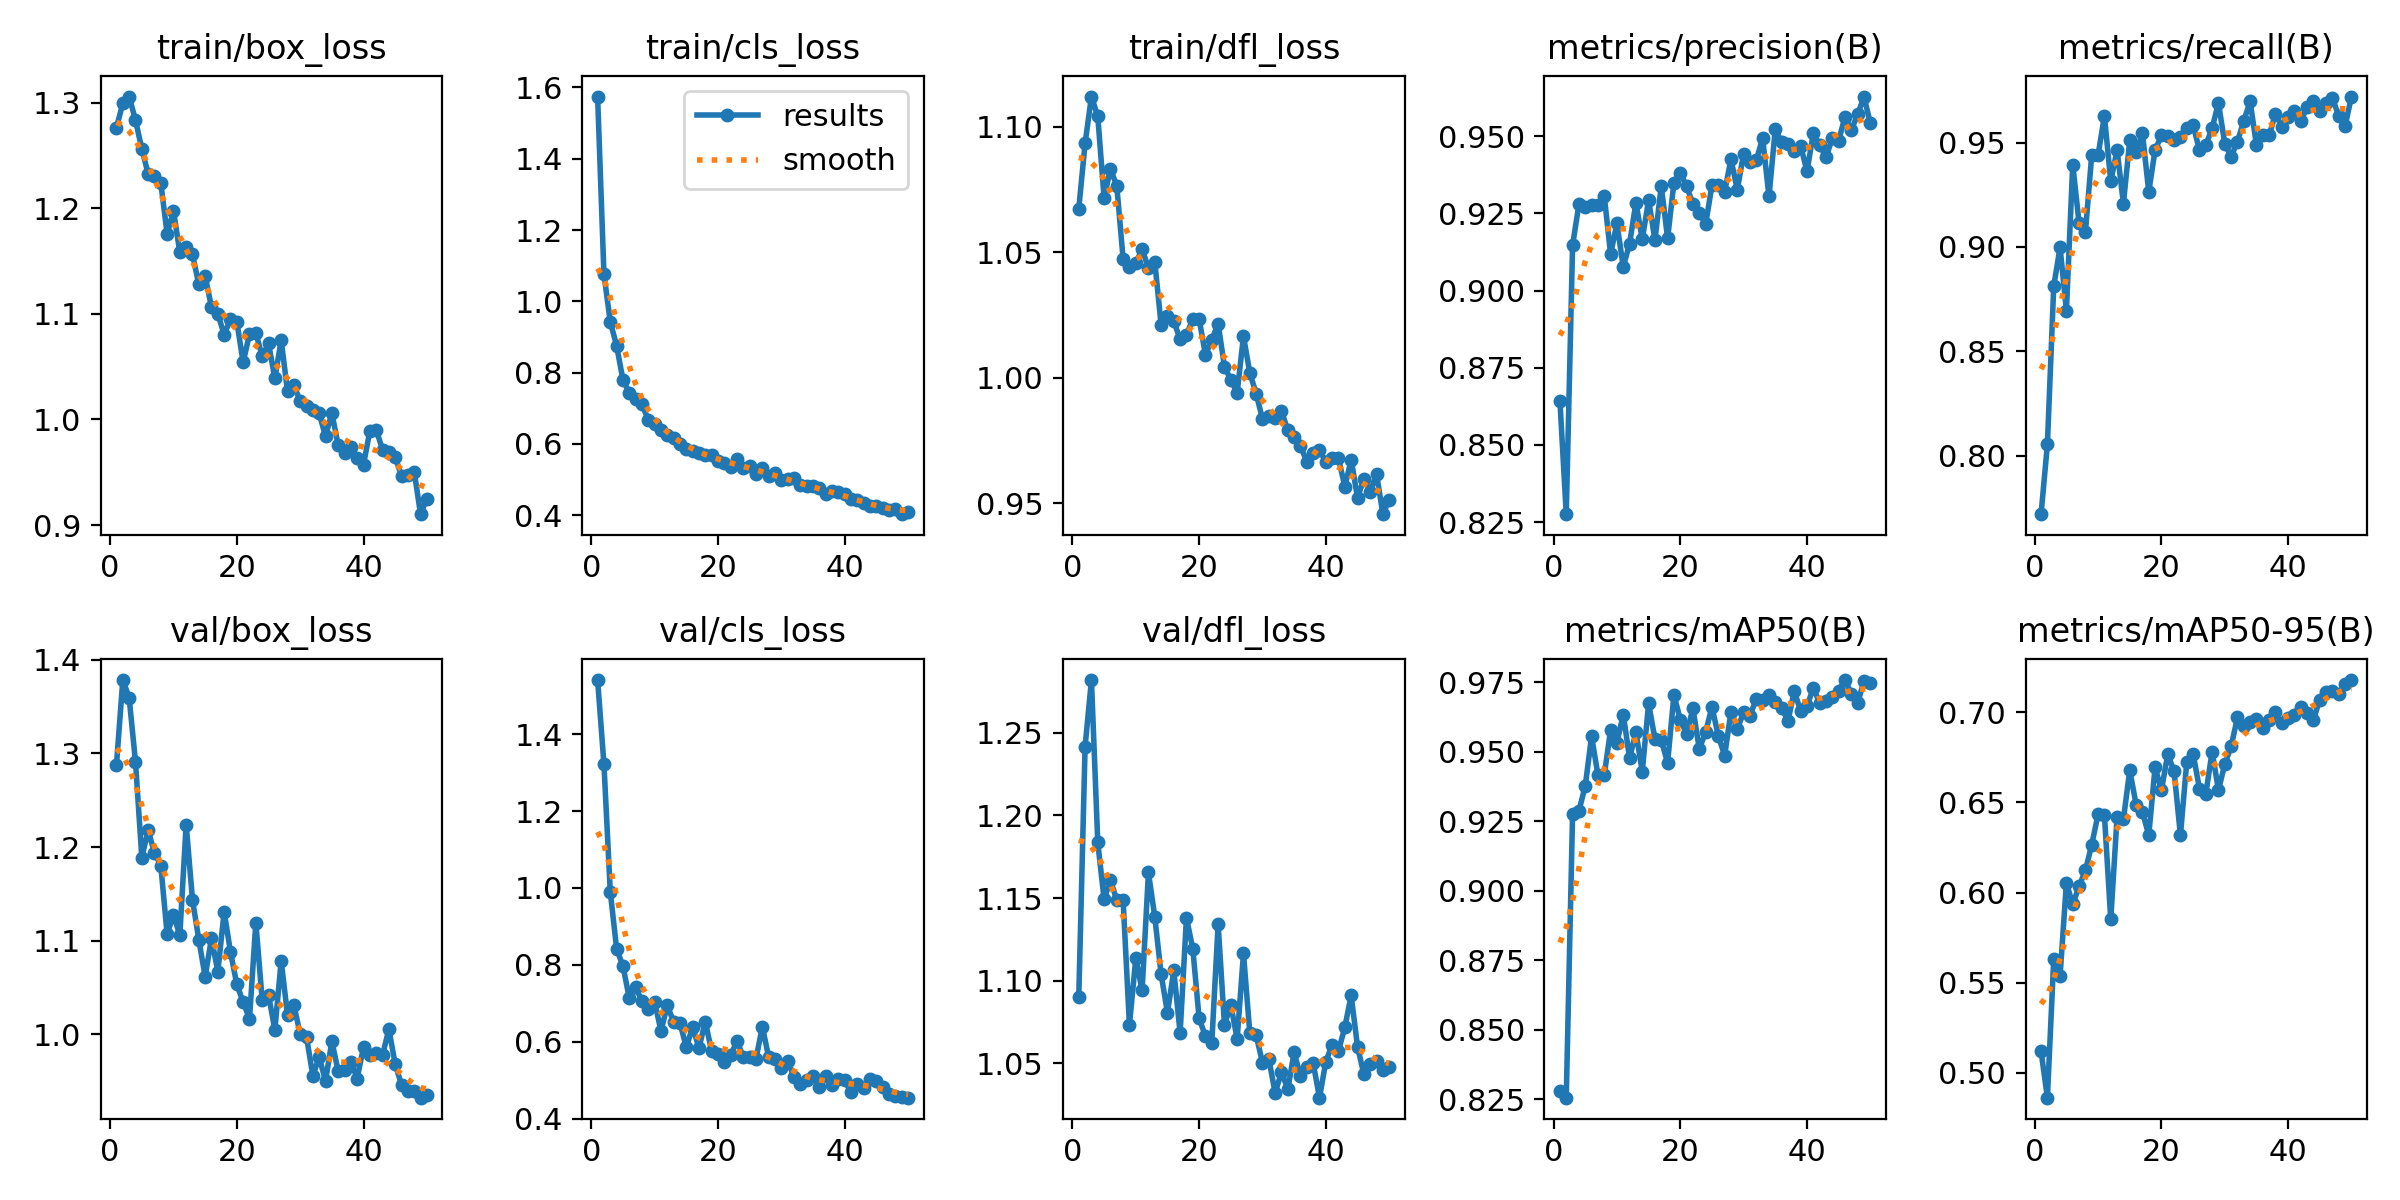 train/box_loss
1.3
1.2
1.1
1.0
0.9
0 20 40
train/cls_loss
results
smooth
1.6
1.4
1.2
1.0
0.8
0.6
0.4
0 20 40
train/dfl_loss
1.10
1.05
1.00
0.95
0 20 40
metrics/precision(B)
0.950
0.925
0.900
0.875
0.850
0.825
0 20 40
metrics/recall(B)
0.95
0.90
0.85
0.80
0 20 40
val/box_loss
1.4
1.3
1.2
1.1
1.0
0 20 40
val/cls_loss
1.4
1.2
1.0
0.8
0.6
0.4
0 20 40
val/dfl_loss
1.25
1.20
1.15
1.10
1.05
0 20 40
metrics/mAP50(B)
0.975
0.950
0.925
0.900
0.875
0.850
0.825
0 20 40
metrics/mAP50-95(B)
0.70
0.65
0.60
0.55
0.50
0 20 40